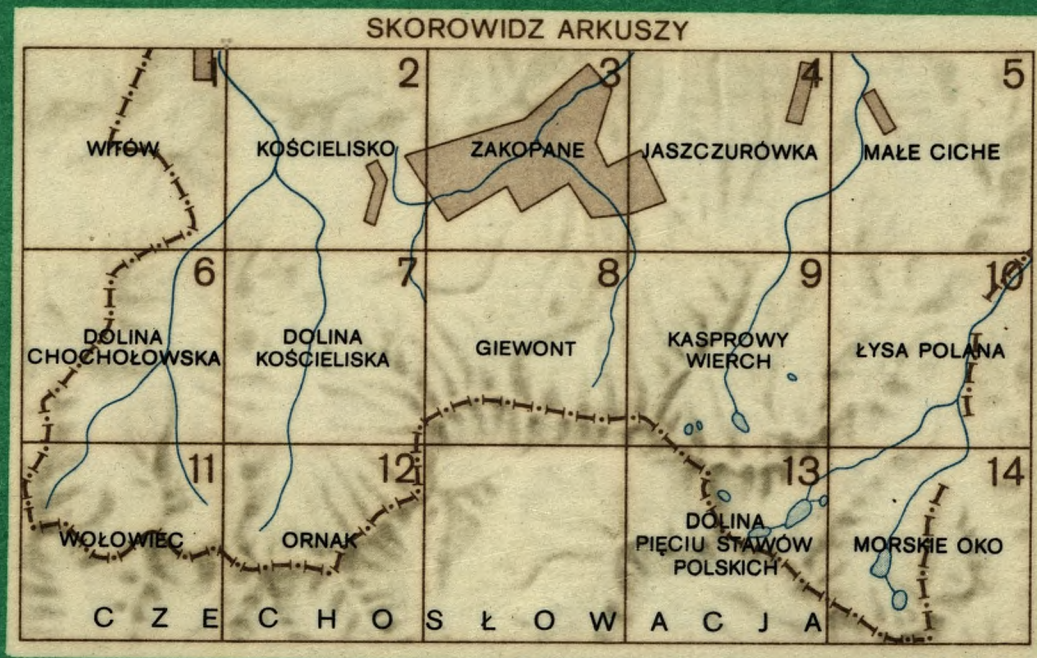 SKOROWIDZ ARKUSZY
1
2
3
4
5
WITÓW
KOŚCIELISKO
ZAKOPANE
JASZCZURÓWKA
MAŁE CICHE
6
7
8
9
10
DOLINA
CHOCHOŁOWSKA
DOLINA
KOŚCIELISKA
GIEWONT
KASPROWY
WIERCH
ŁYSA POLANA
11
12
13
14
WOŁOWIEC
ORNAK
DOLINA
PIĘCIU STAWÓW
POLSKICH
MORSKIE OKO
CZECHOSŁOWACJA